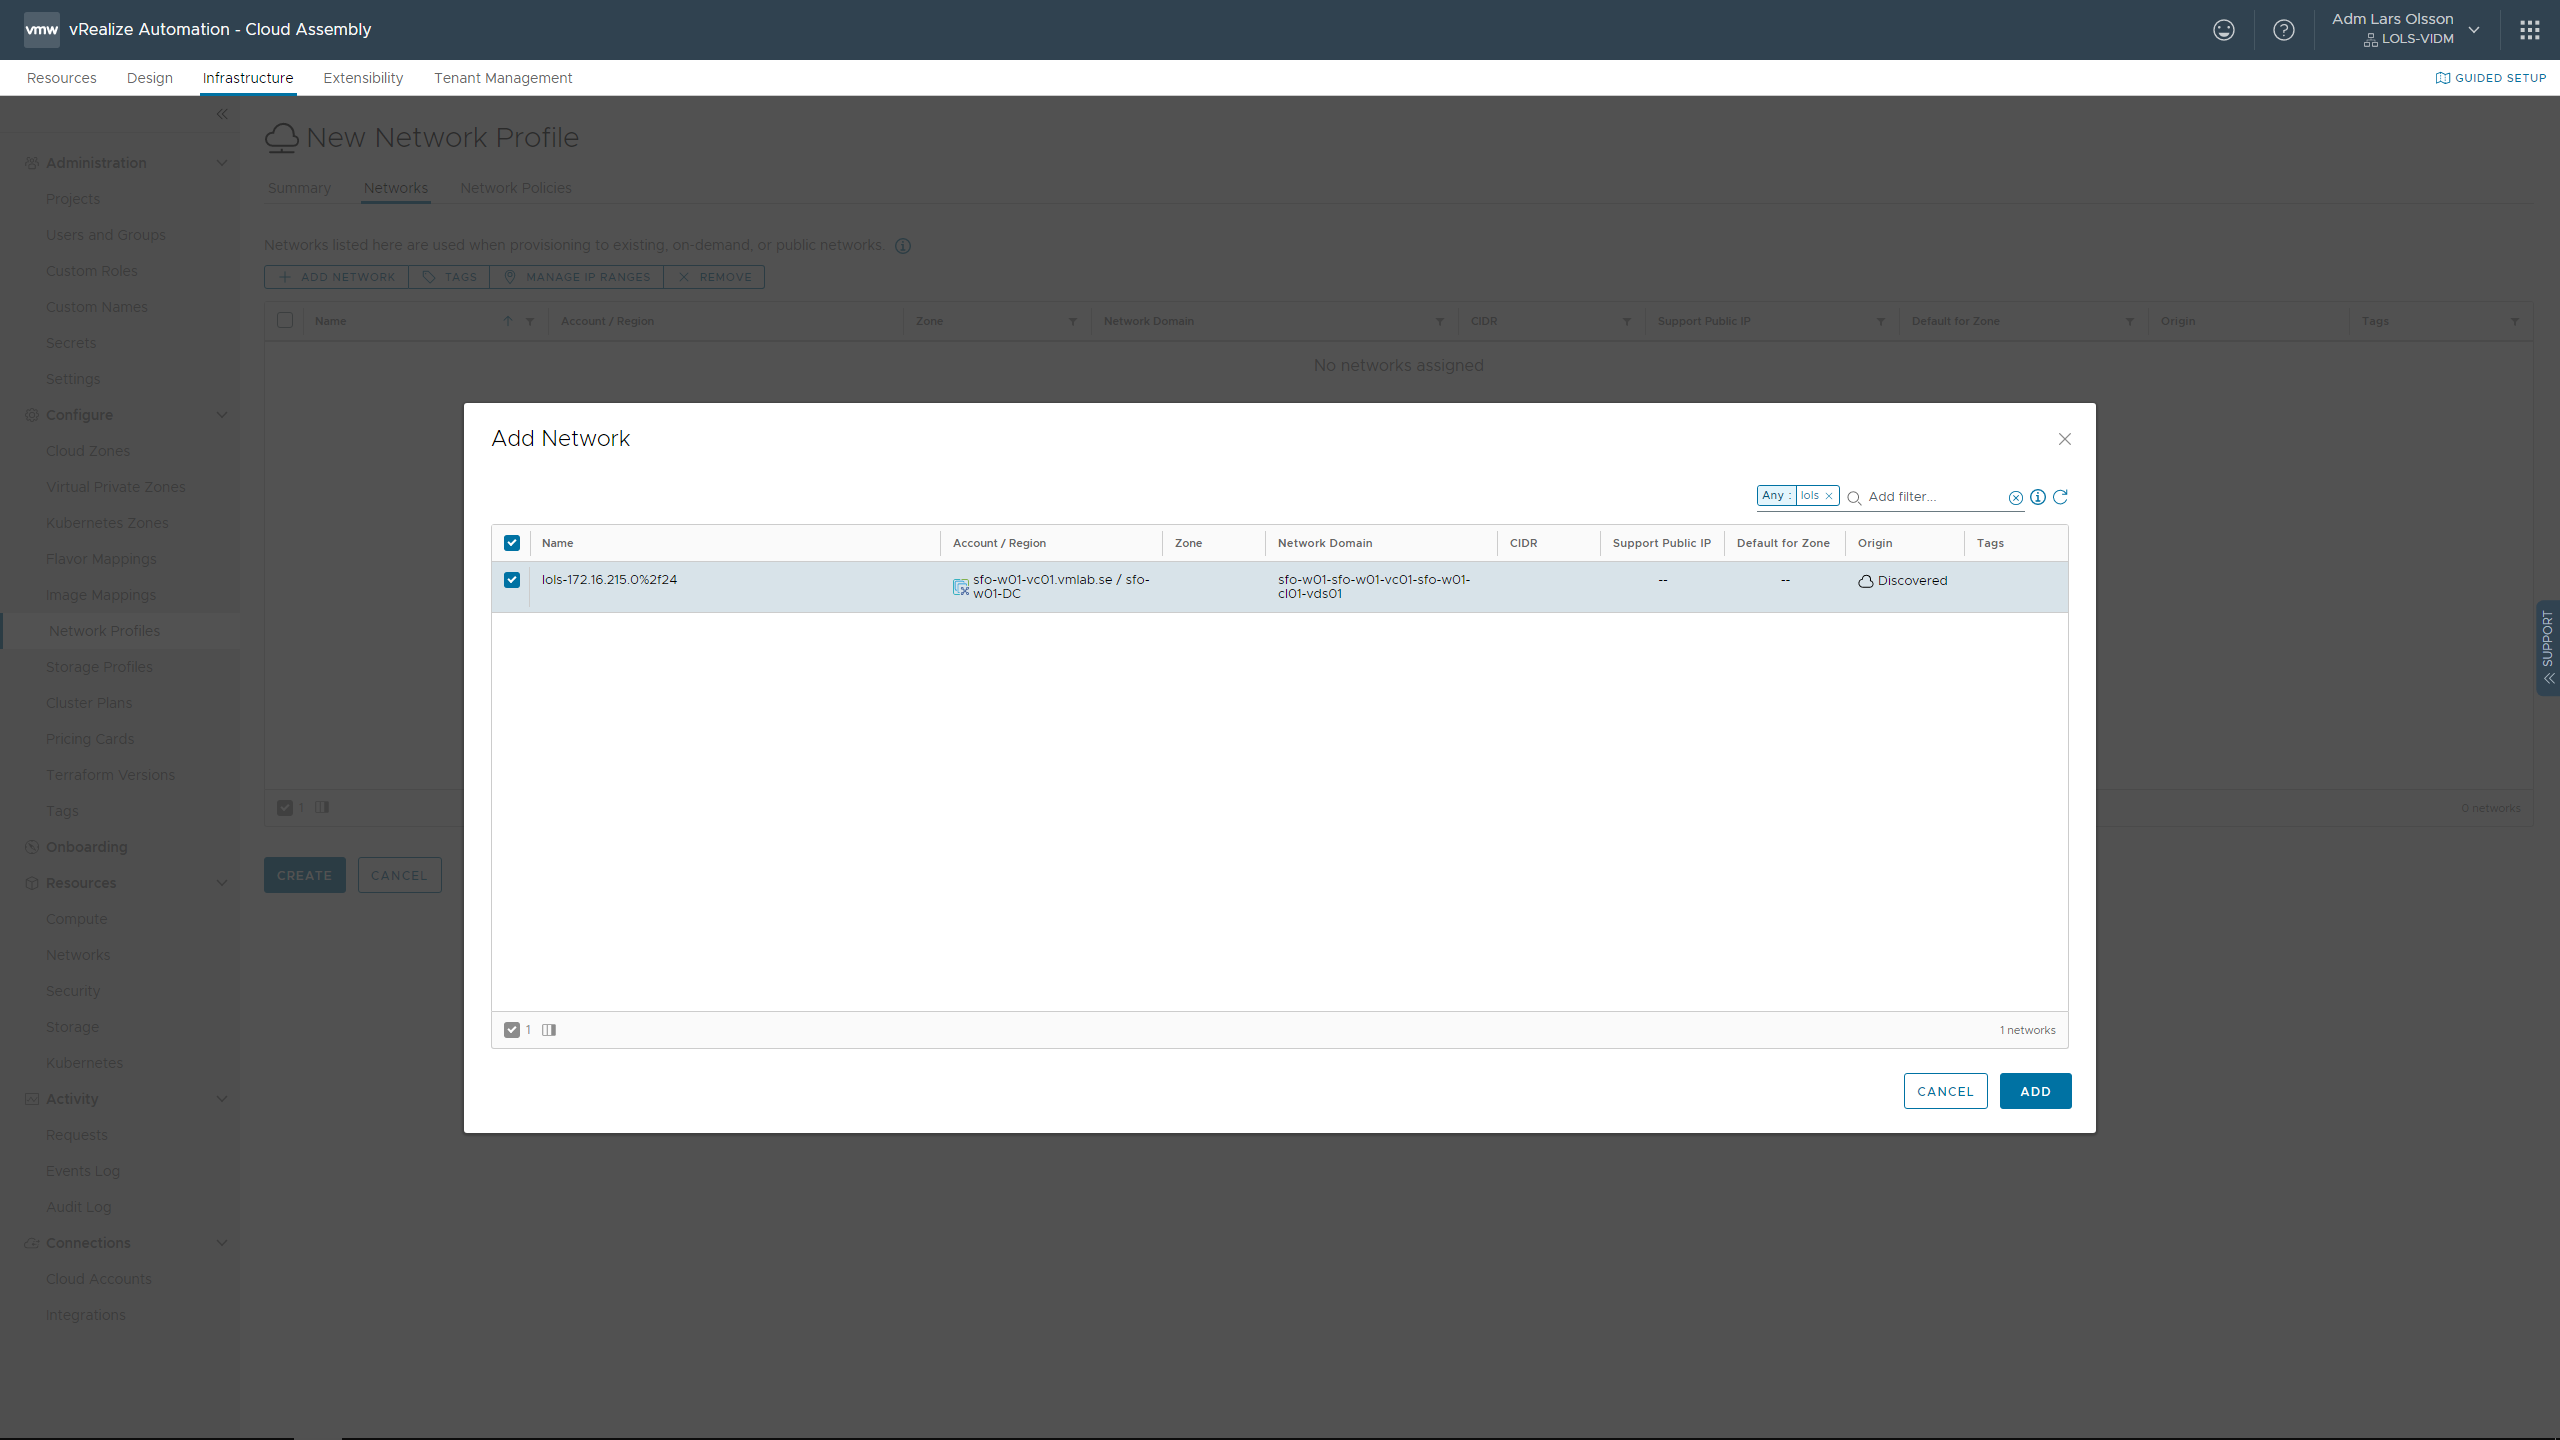 vmw vRealize Automation - Cloud Assembly
Adm Lars Olsson
LOLS-VIDM
Resources Design Infrastructure Extensibility Tenant Management
GUIDED SETUP
Administration
Projects
Users and Groups
Custom Roles
Custom Names
Secrets
Settings
Configure
Cloud Zones
Virtual Private Zones
Kubernetes Zones
Flavor Mappings
Image Mappings
Network Profiles
Storage Profiles
Cluster Plans
Pricing Cards
Terraform Versions
Tags
Onboarding
Resources
Compute
Networks
Security
Storage
Kubernetes
Activity
Requests
Events Log
Audit Log
Connections
Cloud Accounts
Integrations
New Network Profile
Summary Networks Network Policies
Networks listed here are used when provisioning to existing, on-demand, or public networks.
ADD NETWORK TAGS MANAGE IP RANGES REMOVE
Name Account / Region Zone Network Domain CIDR Support Public IP Default for Zone Origin Tags
No networks assigned
1
0 networks
CREATE CANCEL
Add Network
Any : lols Add filter...
Name Account / Region Zone Network Domain CIDR Support Public IP Default for Zone Origin Tags
lols-172.16.215.0%2f24 sfo-w01-vc01.vmlab.se / sfo- sfo-w01-sfo-w01-vc01-sfo-w01- -- -- Discovered
w01-DC cl01-vds01
1
1 networks
CANCEL ADD
SUPPORT